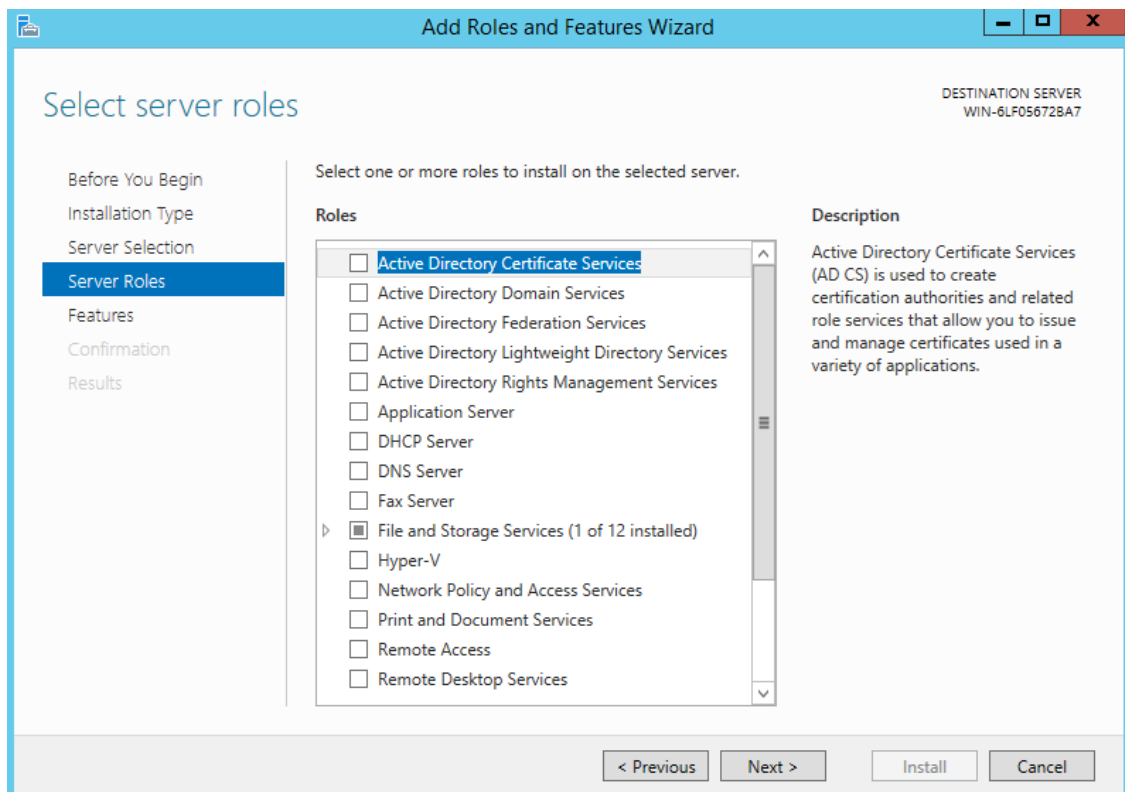 Add Roles and Features Wizard
Select server roles
DESTINATION SERVER
WIN-6LF05672BA7
Before You Begin
Installation Type
Server Selection
Server Roles
Features
Confirmation
Results
Select one or more roles to install on the selected server.
Roles
Active Directory Certificate Services
Active Directory Domain Services
Active Directory Federation Services
Active Directory Lightweight Directory Services
Active Directory Rights Management Services
Application Server
DHCP Server
DNS Server
Fax Server
File and Storage Services (1 of 12 installed)
Hyper-V
Network Policy and Access Services
Print and Document Services
Remote Access
Remote Desktop Services
Description
Active Directory Certificate Services
(AD CS) is used to create
certification authorities and related
role services that allow you to issue
and manage certificates used in a
variety of applications.
< Previous
Next >
Install
Cancel